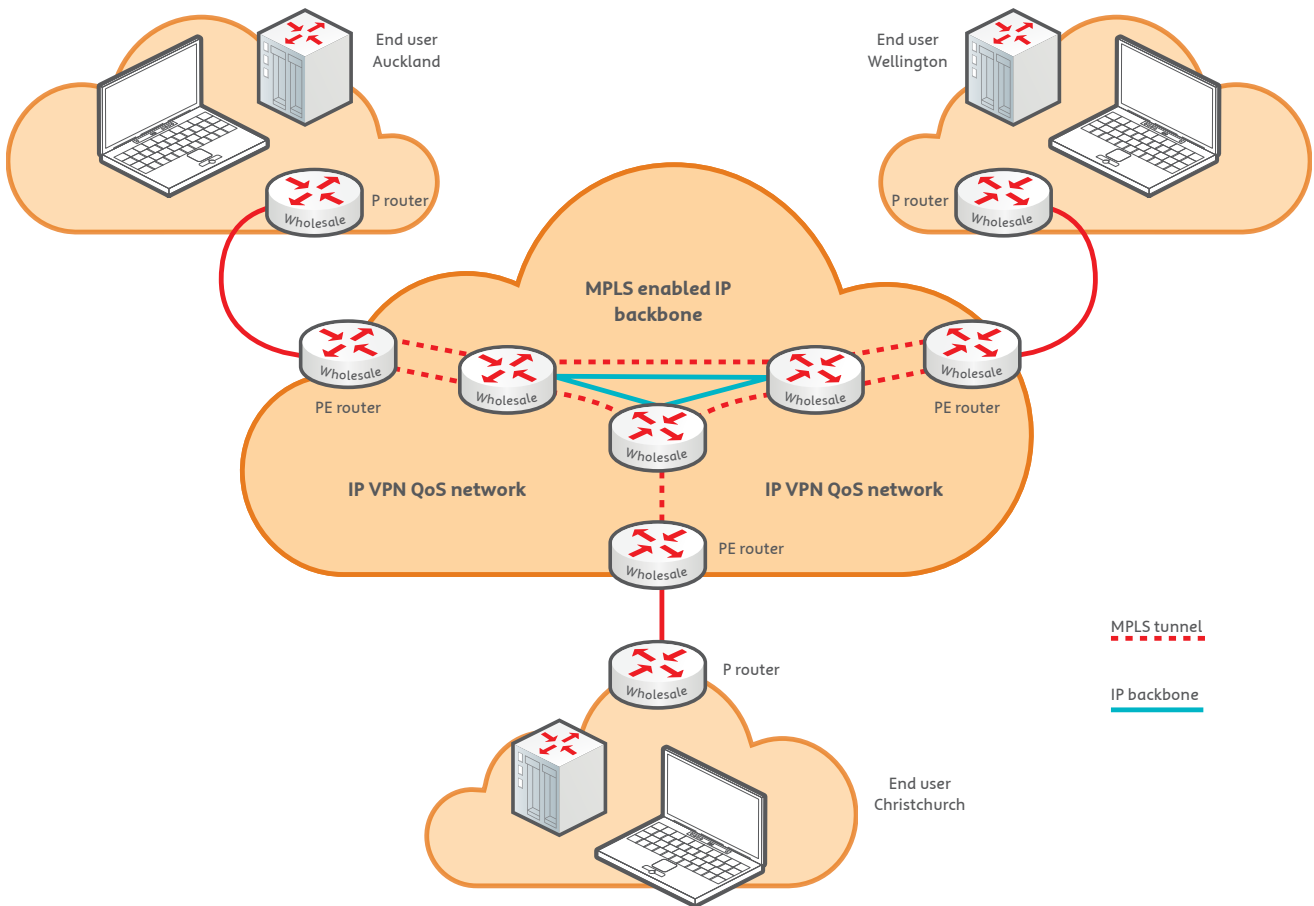 End user
Auckland
End user
Wellington
P router
Wholesale
P router
Wholesale
MPLS enabled IP
backbone
Wholesale
PE router
Wholesale
Wholesale
Wholesale
PE router
Wholesale
IP VPN QoS network
IP VPN QoS network
Wholesale
PE router
MPLS tunnel
Wholesale
P router
IP backbone
End user
Christchurch